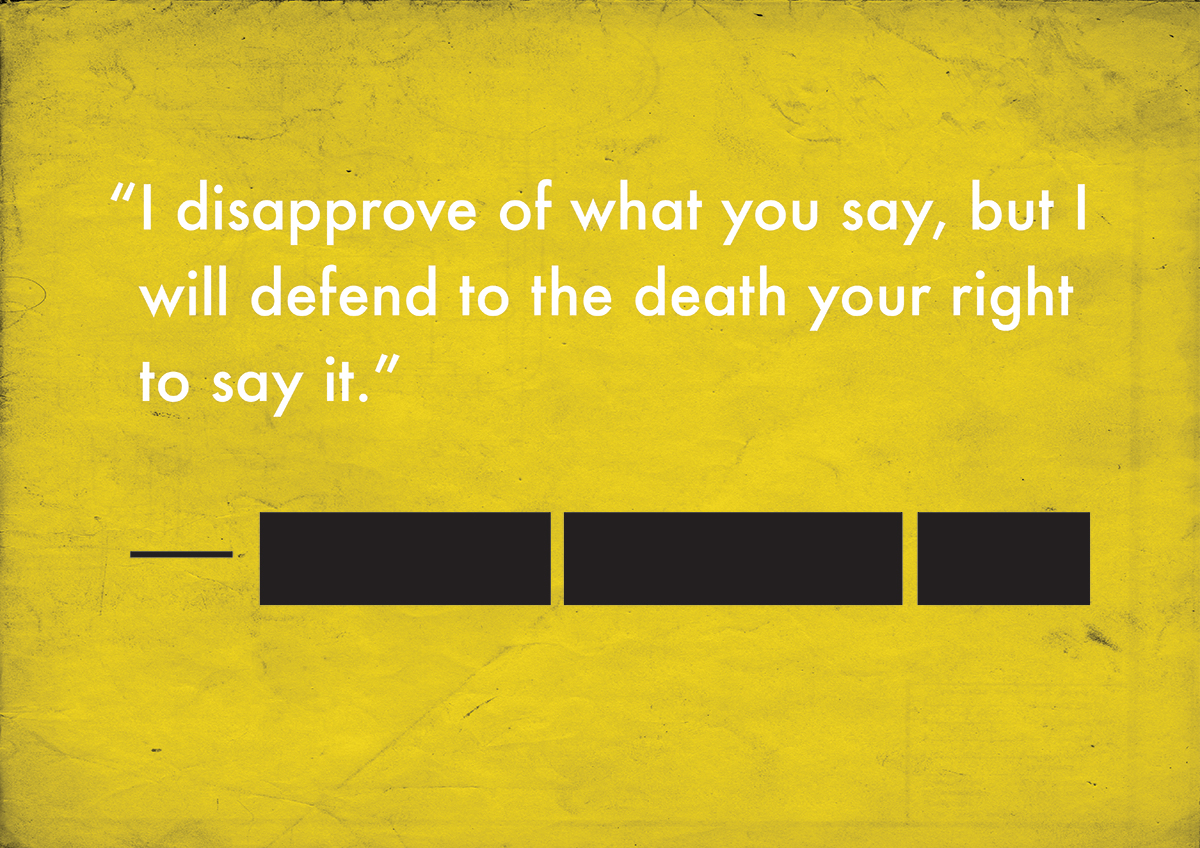 “I disapprove of what you say, but I
will defend to the death your right
to say it.”